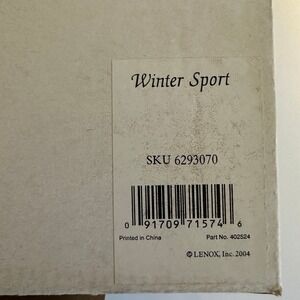 Winter Sport
SKU 6293070
0 91709 71574 6
Printed in China Part No. 402524
© LENOX, Inc. 2004